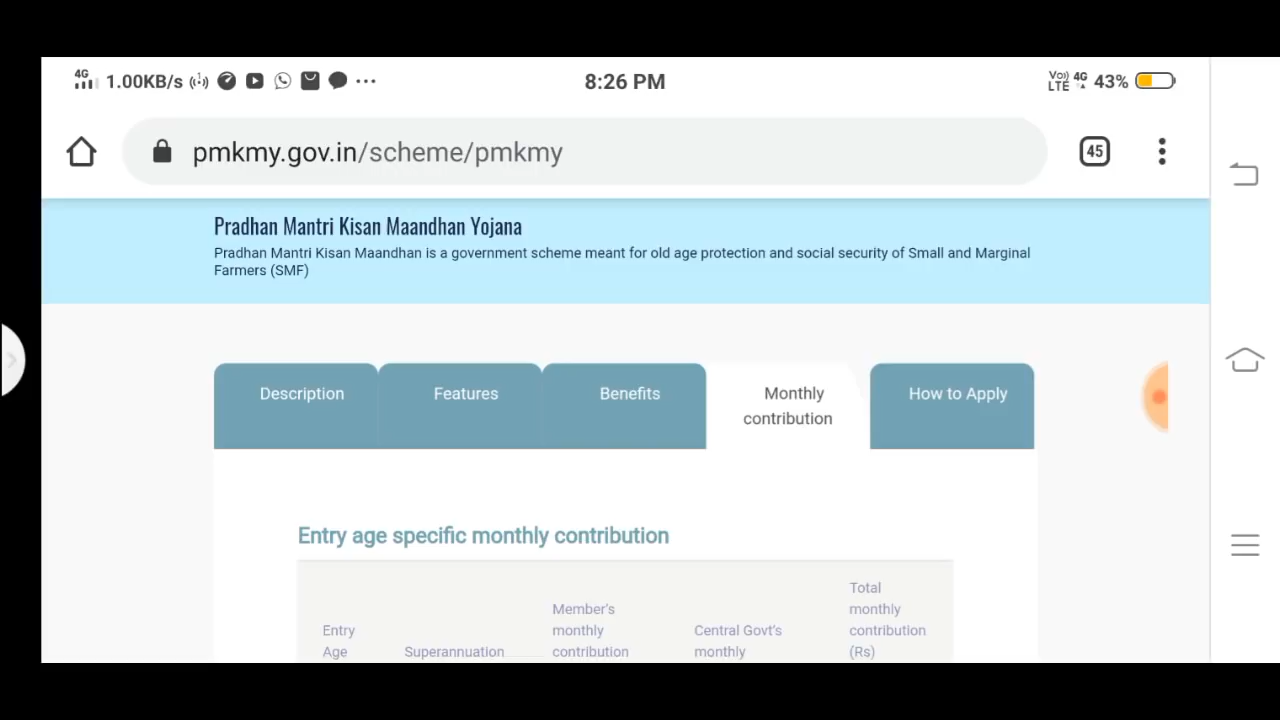 4G 1.00KB/s 8:26 PM Vo) LTE 4G 43%
pmkmy.gov.in/scheme/pmkmy 45
Pradhan Mantri Kisan Maandhan Yojana
Pradhan Mantri Kisan Maandhan is a government scheme meant for old age protection and social security of Small and Marginal
Farmers (SMF)
Description Features Benefits Monthly contribution How to Apply
Entry age specific monthly contribution
Entry Age
Superannuation
Member's monthly contribution
Central Govt's monthly
Total monthly contribution (Rs)